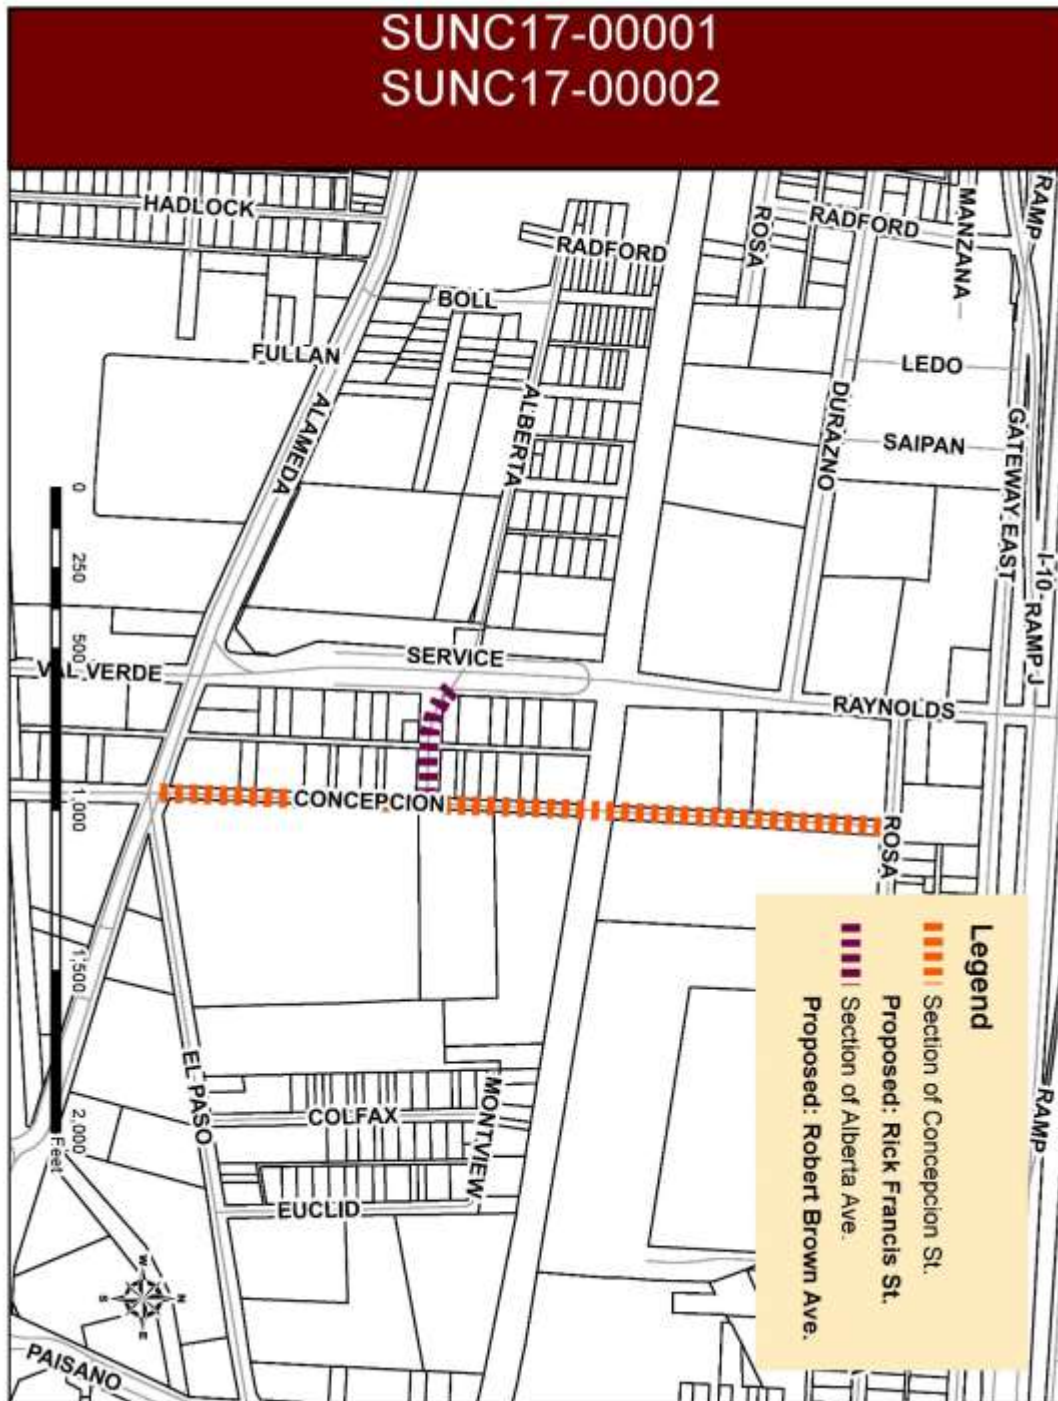 SUNC17-00001
SUNC17-00002
HADLOCK
RADFORD
ROSA
RADFORD
MANZANA
RAMP
BOLL
FULLAN
ALAMEDA
ALBERTA
DURAZNO
LEDO
SAIPAN
GATEWAY EAST
I-10
RAMP J
VAL VERDE
SERVICE
RAYNOLDS
CONCEPCION
ROSA
EL PASO
COLFAX
MONTVIEW
EUCLID
PAISANO
RAMP
0
250
500
1,000
1,500
2,000
Feet
N
W
E
S
Legend
Section of Concepcion St.
Proposed: Rick Francis St.
Section of Alberta Ave.
Proposed: Robert Brown Ave.